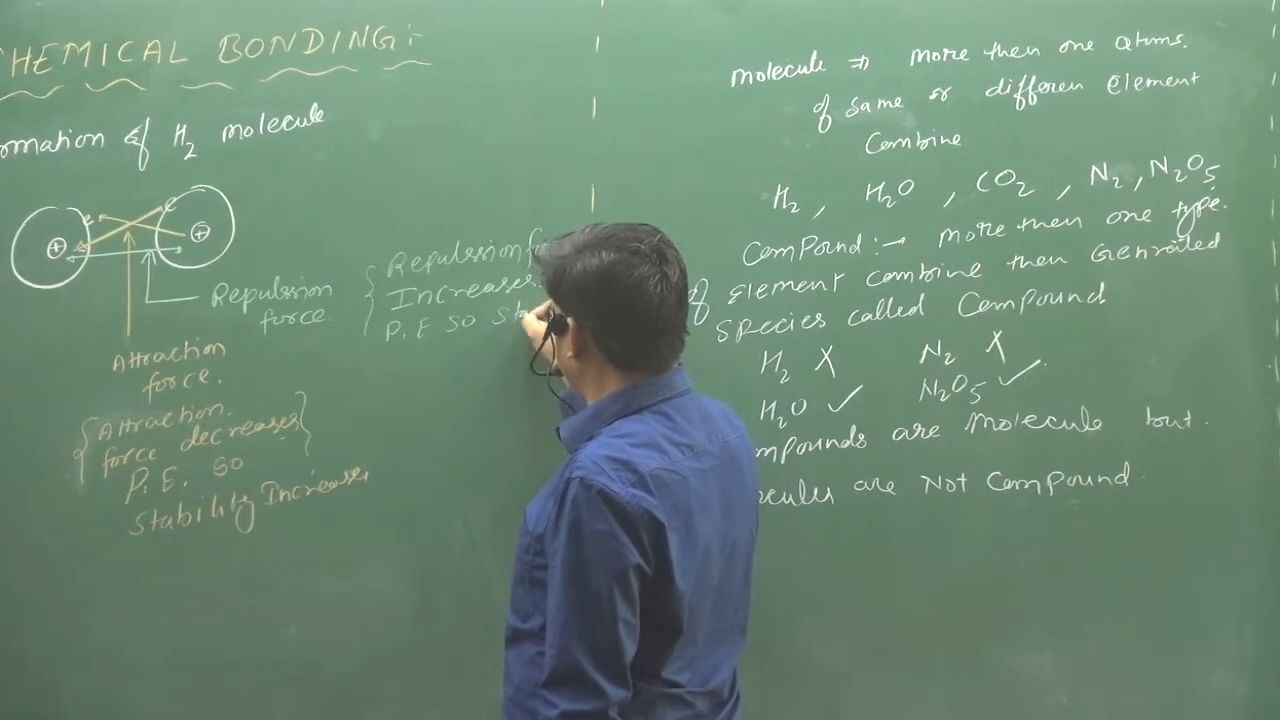 HEMICAL BONDING :-
rmation of H₂ molecule
e
e
+
+
Repulsion
force.
Attraction
force.
{ Attraction
force decreases }
P.E. so
stability Increases
{ Repulsion f
Increases
P.E so st
molecule ⇒ more then one atoms.
of same or differen Element
Combine
H₂, H₂O, CO₂, N₂, N₂O₅
Compound :→ more then one type.
of Element combine then Genrated
species called Compound
H₂ X N₂ X
H₂O ✓ N₂O₅ ✓
mpounds are molecule but.
cules are Not Compound.